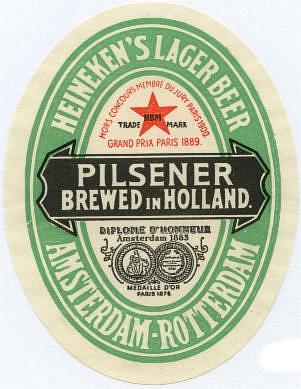 HEINEKEN'S LAGER BEER
HORS CONCOURS MEMBRE DU JURY PARIS 1900
HBM
TRADE MARK
GRAND PRIX PARIS 1889.
PILSENER
BREWED IN HOLLAND.
DIPLOME D'HONNEUR
Amsterdam 1883
MEDAILLE D'OR
PARIS 1875
AMSTERDAM-ROTTERDAM